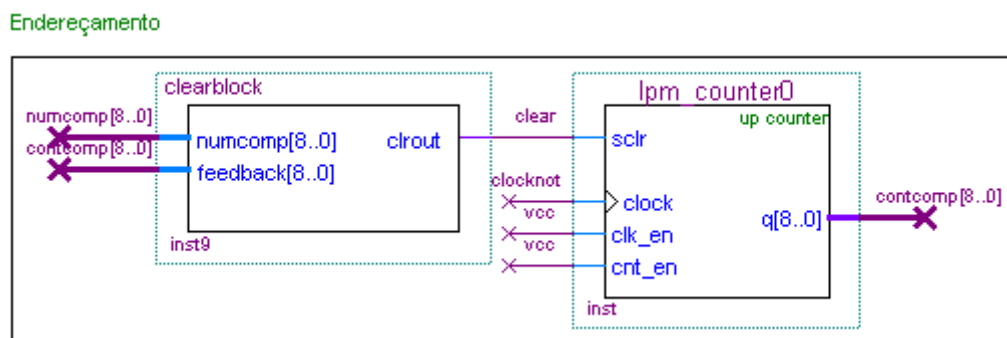 Endereçamento
clearblock
numcomp[8..0]
numcomp[8..0]
clrout
contcomp[8..0]
feedback[8..0]
inst9
clear
lpm_counter0
up counter
sclr
clocknot
clock
vcc
clk_en
vcc
cnt_en
q[8..0]
contcomp[8..0]
inst